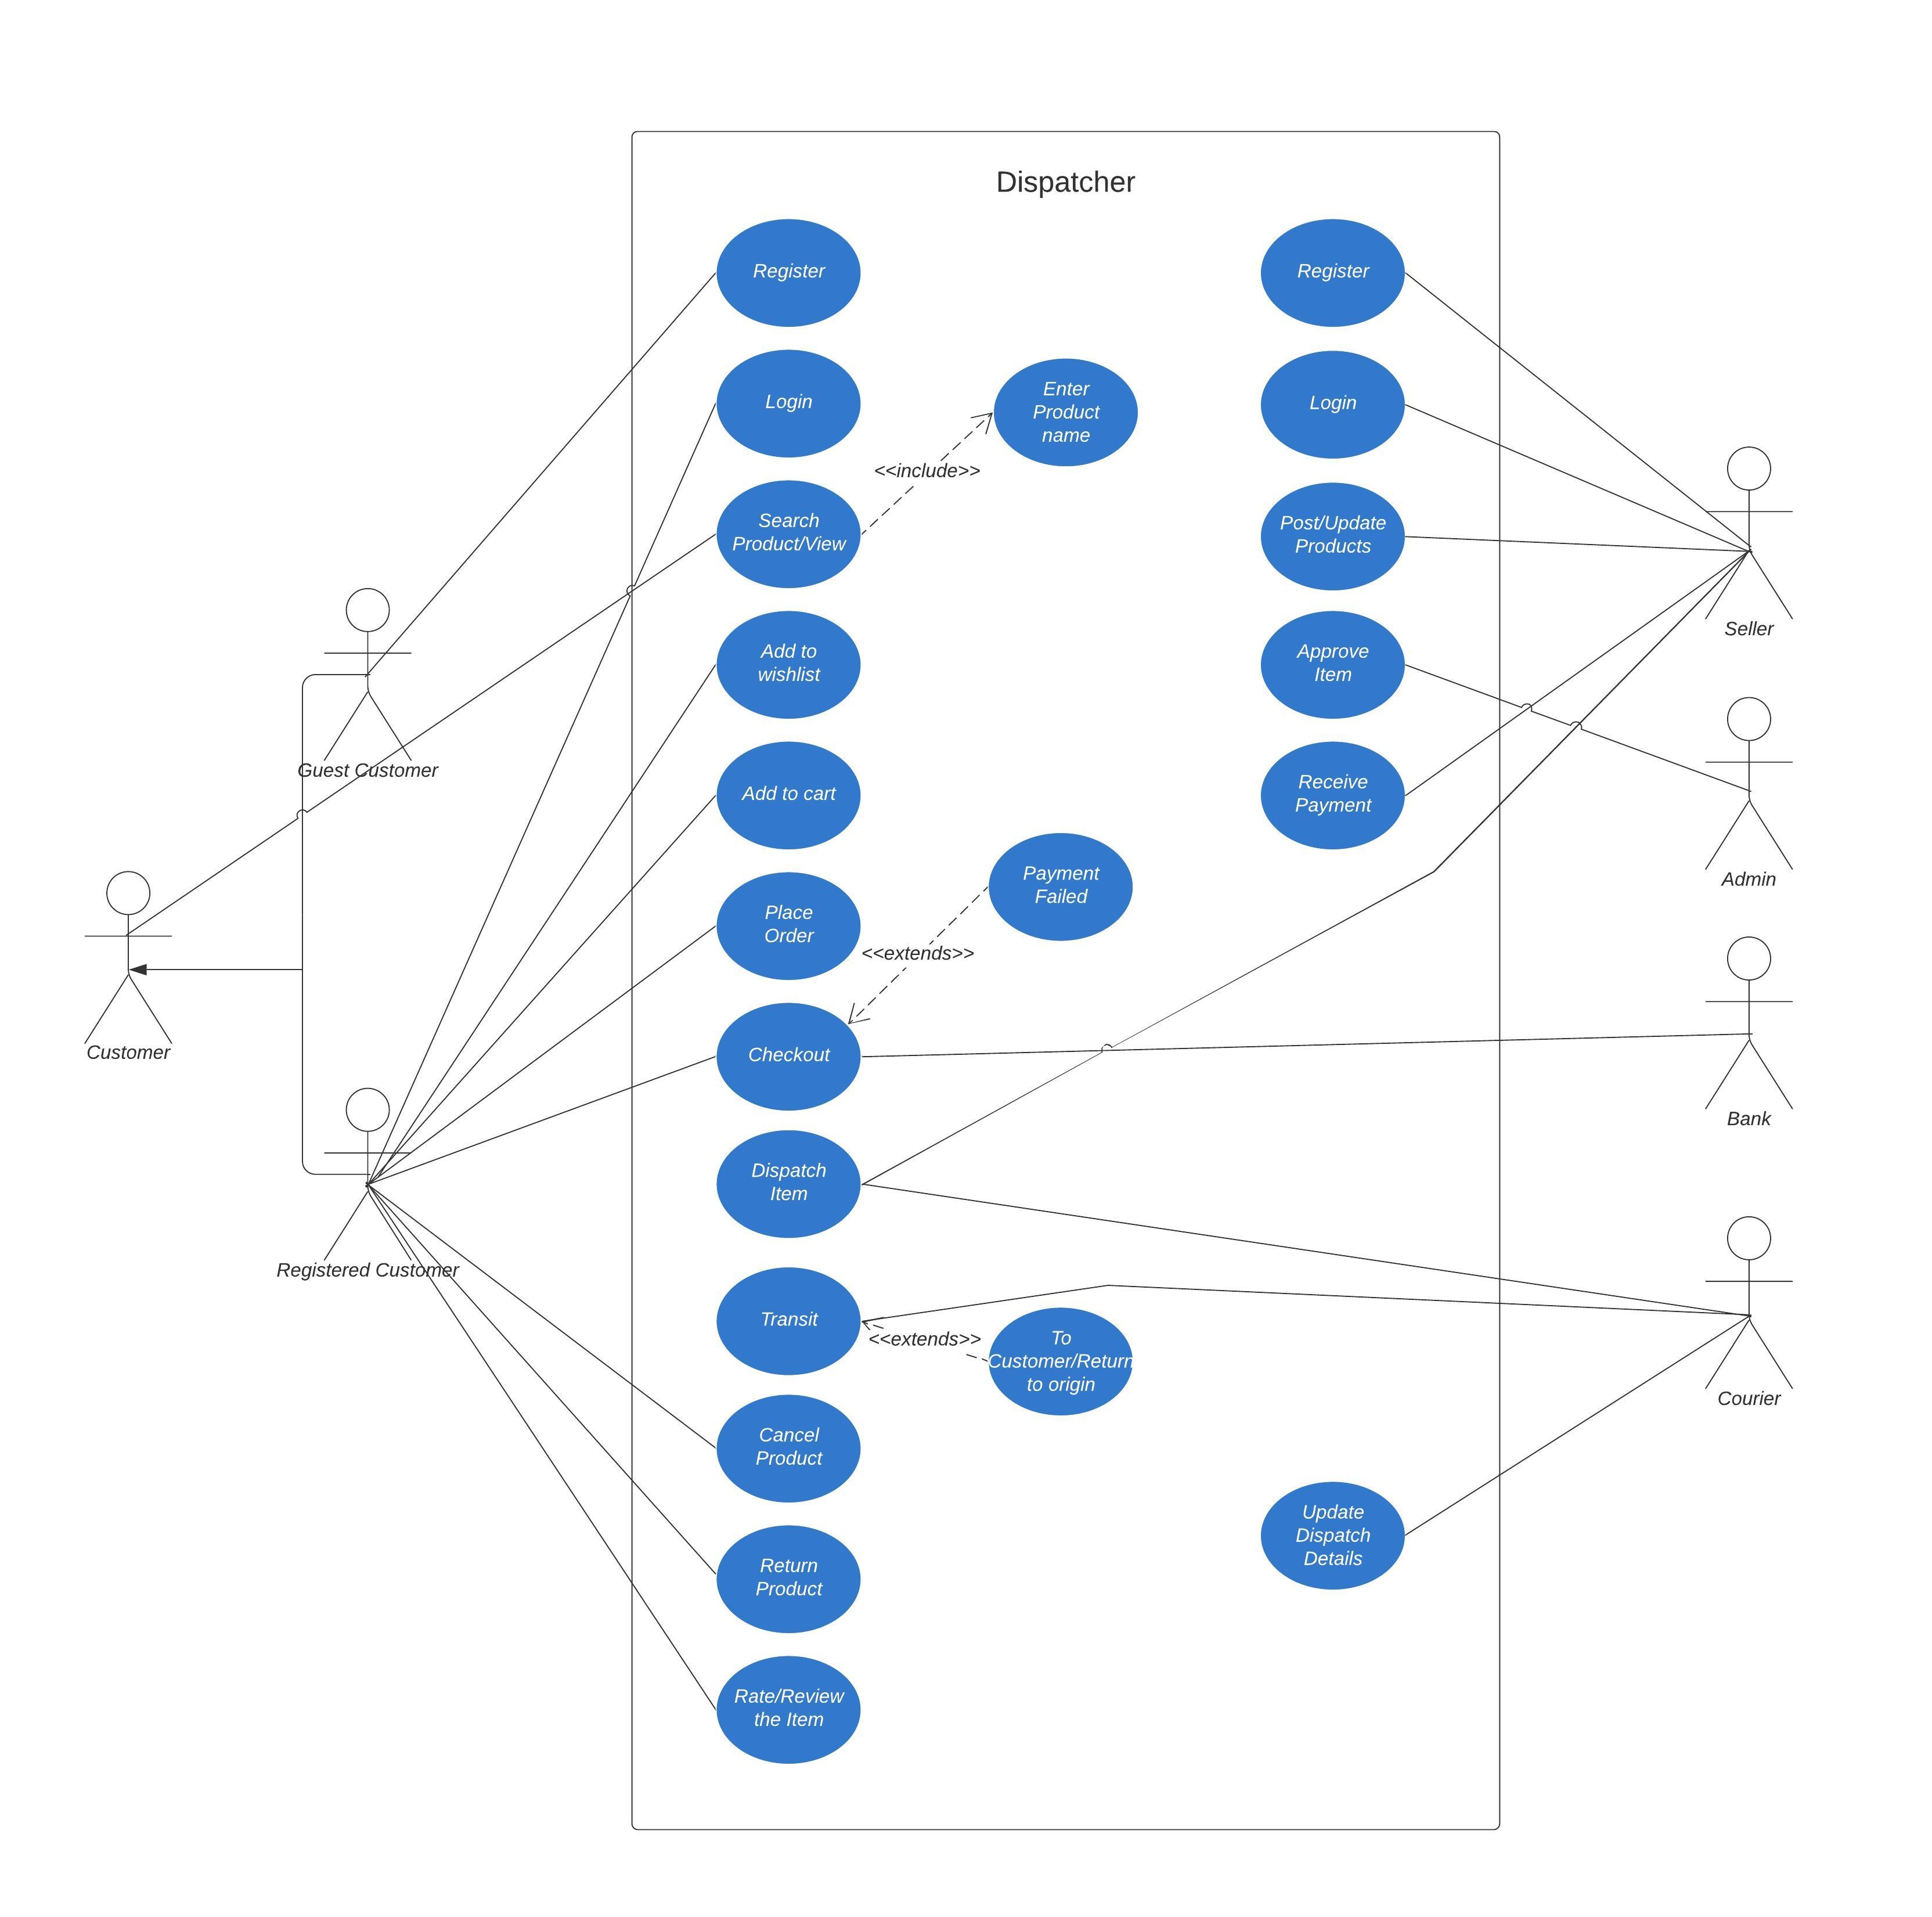 Dispatcher
Register
Login
Search
Product/View
Add to
wishlist
Add to cart
Place
Order
Checkout
Dispatch
Item
Transit
Cancel
Product
Return
Product
Rate/Review
the Item
Enter
Product
name
<<include>>
Payment
Failed
<<extends>>
To
Customer/Return
to origin
<<extends>>
Register
Login
Post/Update
Products
Approve
Item
Receive
Payment
Update
Dispatch
Details
Guest Customer
Customer
Registered Customer
Seller
Admin
Bank
Courier